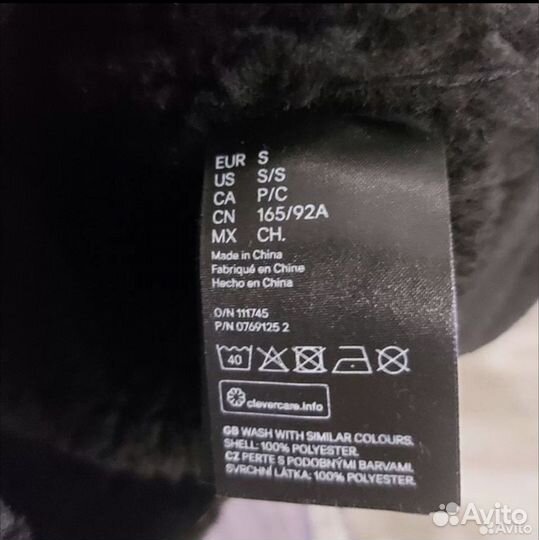 EUR S
US S/S
CA P/C
CN 165/92A
MX CH.
Made in China
Fabriqué en Chine
Hecho en China
O/N 111745
P/N 0769125 2
40
clevercare.info
GB WASH WITH SIMILAR COLOURS.
SHELL: 100% POLYESTER.
CZ PERTE S PODOBNÝMI BARVAMI.
SVRCHNÍ LÁTKA: 100% POLYESTER.
Avito
Avito